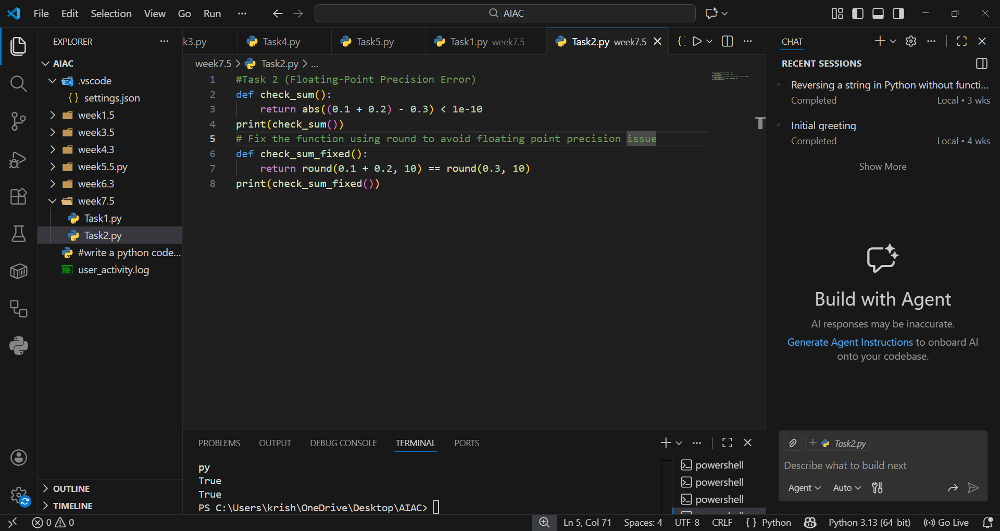 File Edit Selection View Go Run ··· AIAC
EXPLORER ···
AIAC
.vscode
{ } settings.json
week1.5
week3.5
week4.3
week5.5.py
week6.3
week7.5
Task1.py
Task2.py
#write a python code...
user_activity.log
OUTLINE
TIMELINE
k3.py Task4.py Task5.py Task1.py week7.5 Task2.py week7.5
week7.5 > Task2.py > ...
1 #Task 2 (Floating-Point Precision Error)
2 def check_sum():
3     return abs((0.1 + 0.2) - 0.3) < 1e-10
4 print(check_sum())
5 # Fix the function using round to avoid floating point precision issue
6 def check_sum_fixed():
7     return round(0.1 + 0.2, 10) == round(0.3, 10)
8 print(check_sum_fixed())
PROBLEMS OUTPUT DEBUG CONSOLE TERMINAL PORTS
py
True
True
PS C:\Users\krish\OneDrive\Desktop\AIAC>
powershell
powershell
powershell
CHAT
RECENT SESSIONS
Reversing a string in Python without functi...
Completed Local • 3 wks
Initial greeting
Completed Local • 4 wks
Show More
Build with Agent
AI responses may be inaccurate.
Generate Agent Instructions to onboard AI
onto your codebase.
+ Task2.py
Describe what to build next
Agent Auto
0 0 Ln 5, Col 71 Spaces: 4 UTF-8 CRLF { } Python Python 3.13 (64-bit) Go Live